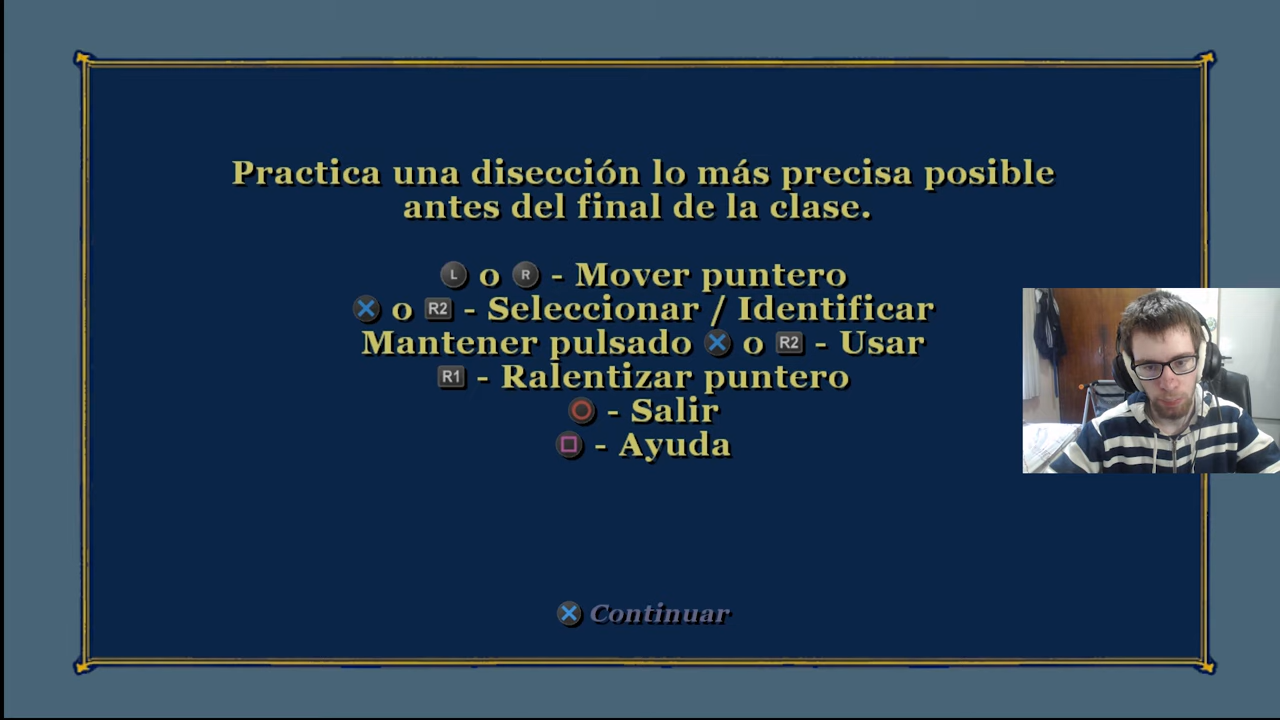 Practica una disección lo más precisa posible
antes del final de la clase.
L o R - Mover puntero
X o R2 - Seleccionar / Identificar
Mantener pulsado X o R2 - Usar
R1 - Ralentizar puntero
○ - Salir
□ - Ayuda
X Continuar